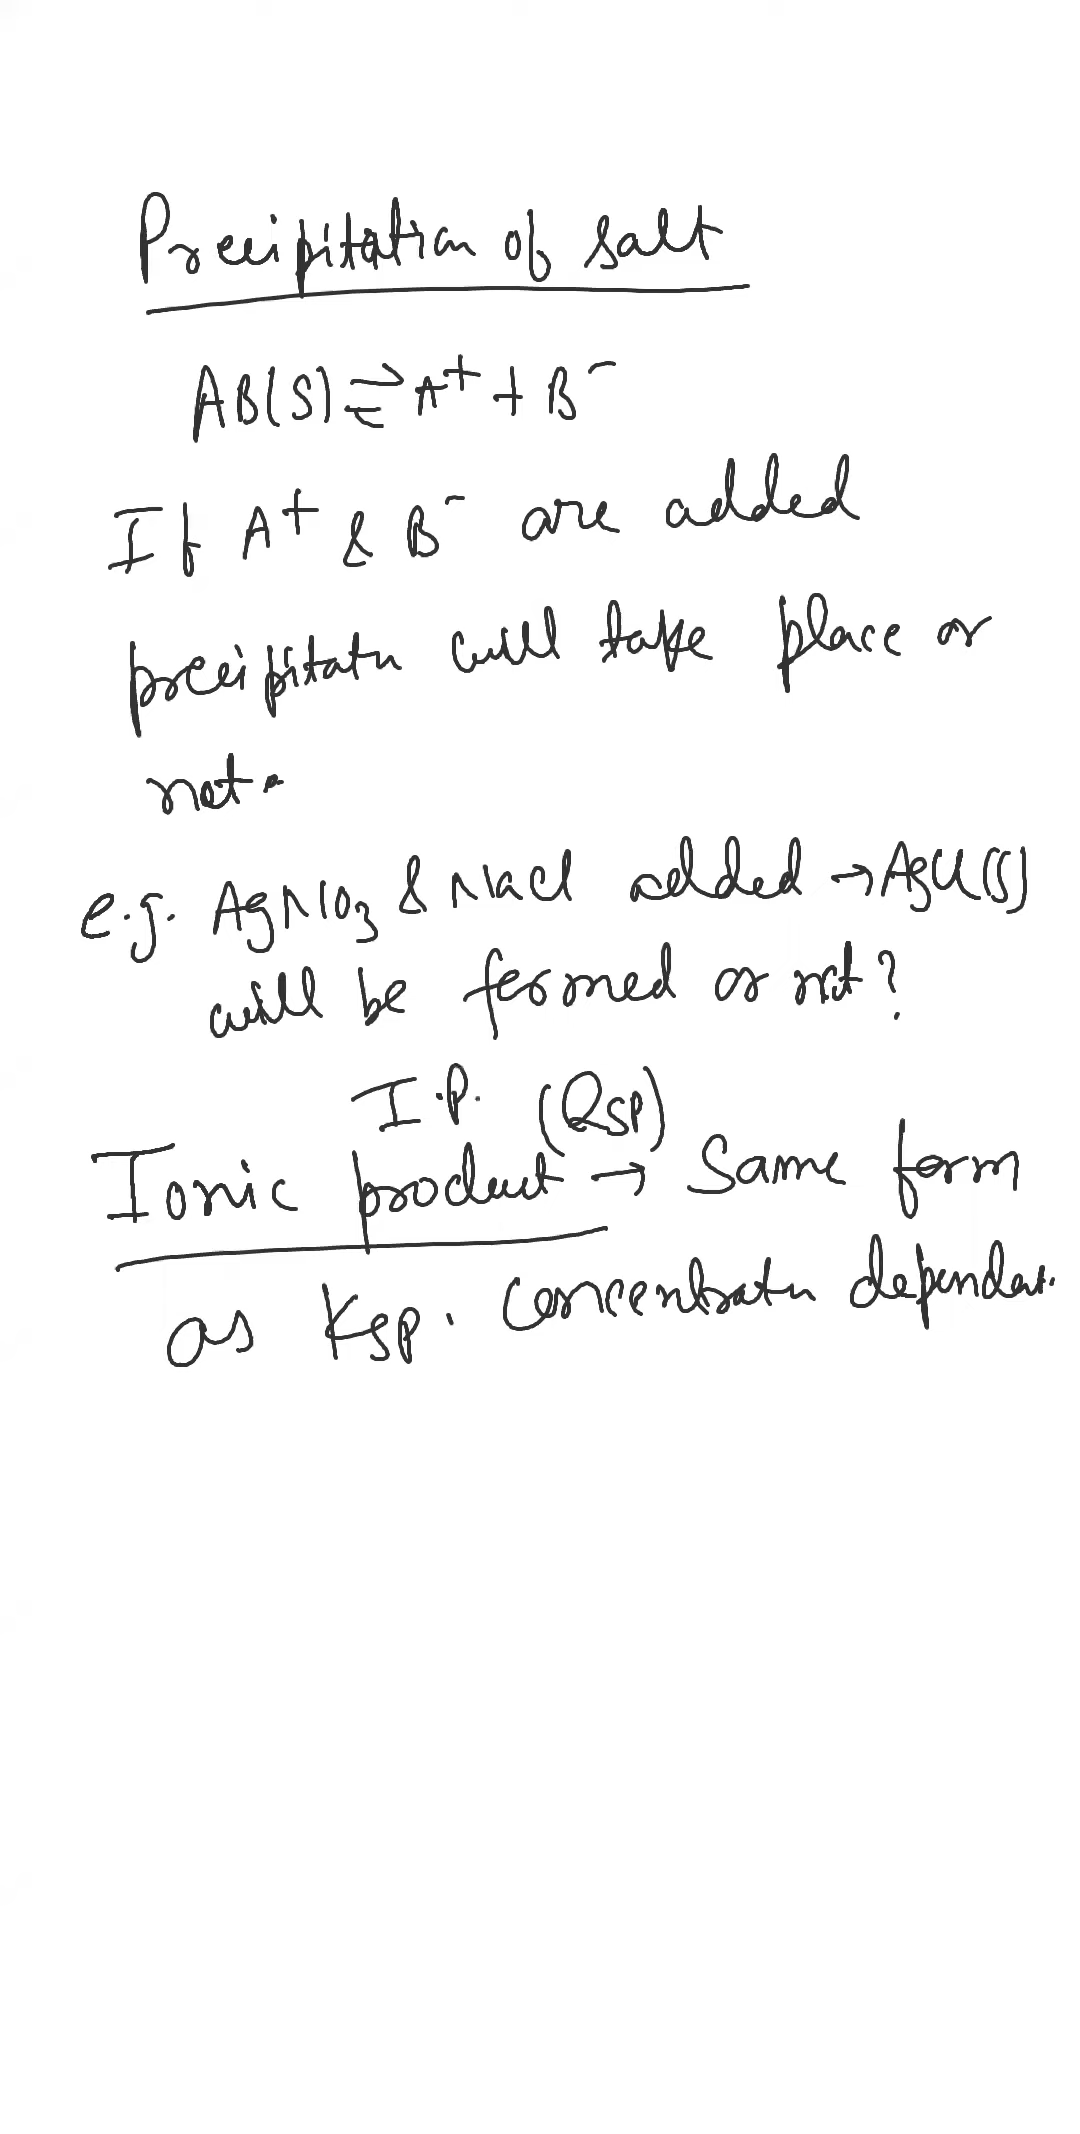 Precipitation of salt
AB(S) ⇌ A⁺ + B⁻
If A⁺ & B⁻ are added
precipitatn will take place or
not.
e.g. AgNO₃ & NaCl added → AgCl(s)
will be formed or not?
I.P. (Qsp)
Ionic product → Same form
as Ksp. Concentratn dependent.